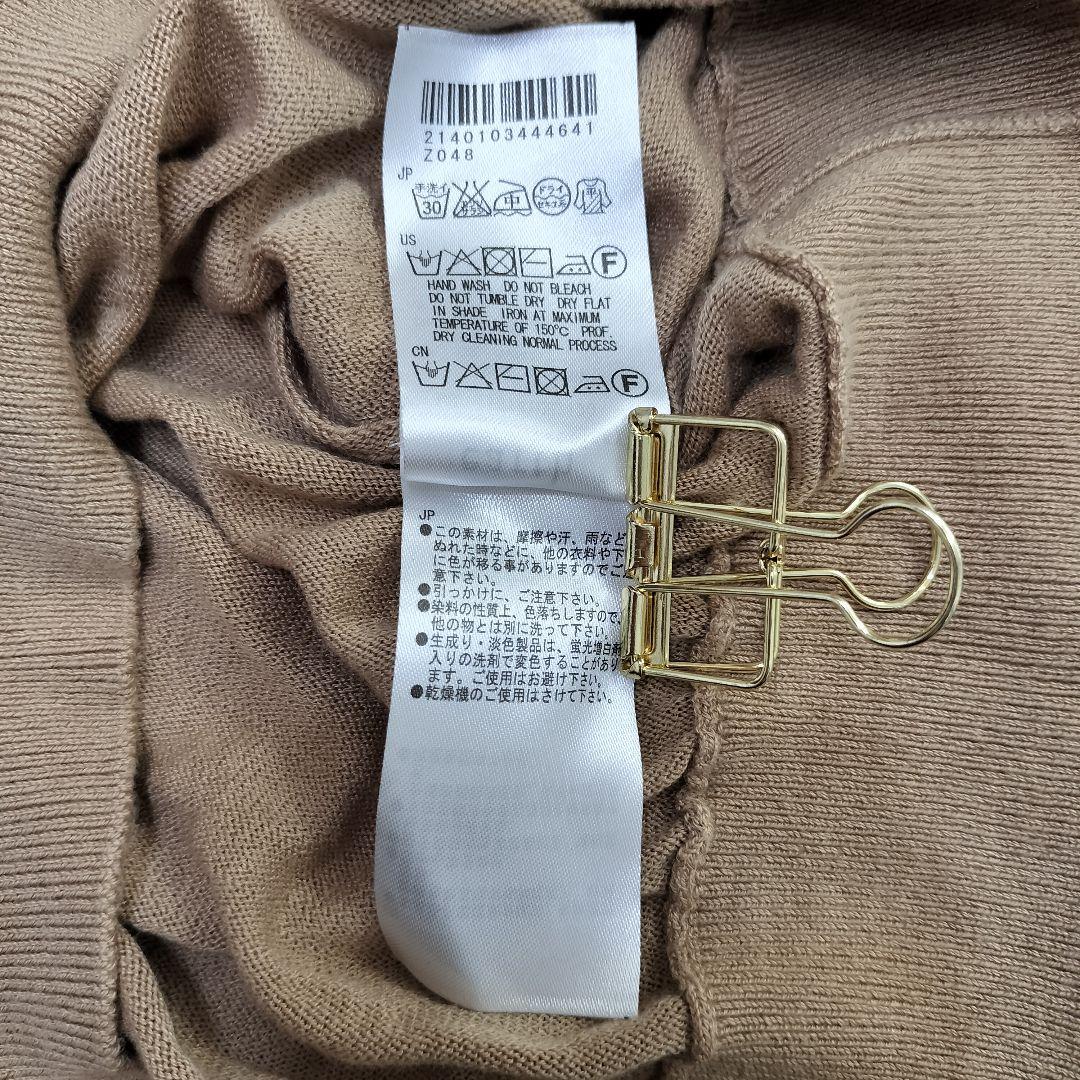 2140103444641
Z048
JP
手洗イ
30
中
ドライ
平
US
F
HAND WASH DO NOT BLEACH
DO NOT TUMBLE DRY DRY FLAT
IN SHADE IRON AT MAXIMUM
TEMPERATURE OF 150℃ PROF.
DRY CLEANING NORMAL PROCESS
CN
F
JP
●この素材は、摩擦や汗、雨など
ぬれた時などに、他の衣料や下
に色が移る事がありますのでご
意下さい。
●引っかけに、ご注意下さい。
●染料の性質上、色落ちしますので、
他の物とは別に洗って下さい。
●生成り・淡色製品は、蛍光増白剤
入りの洗剤で変色することがあり
ます。ご使用はお避け下さい。
●乾燥機のご使用はさけて下さい。